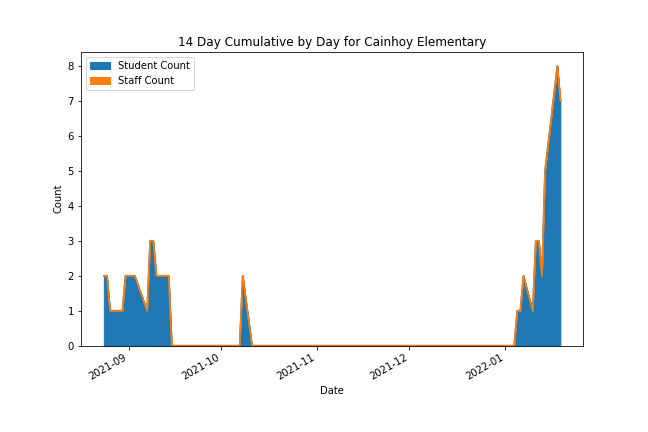 14 Day Cumulative by Day for Cainhoy Elementary
Student Count
Staff Count
8
7
6
5
4
3
2
1
0
Count
2021-09
2021-10
2021-11
2021-12
2022-01
Date